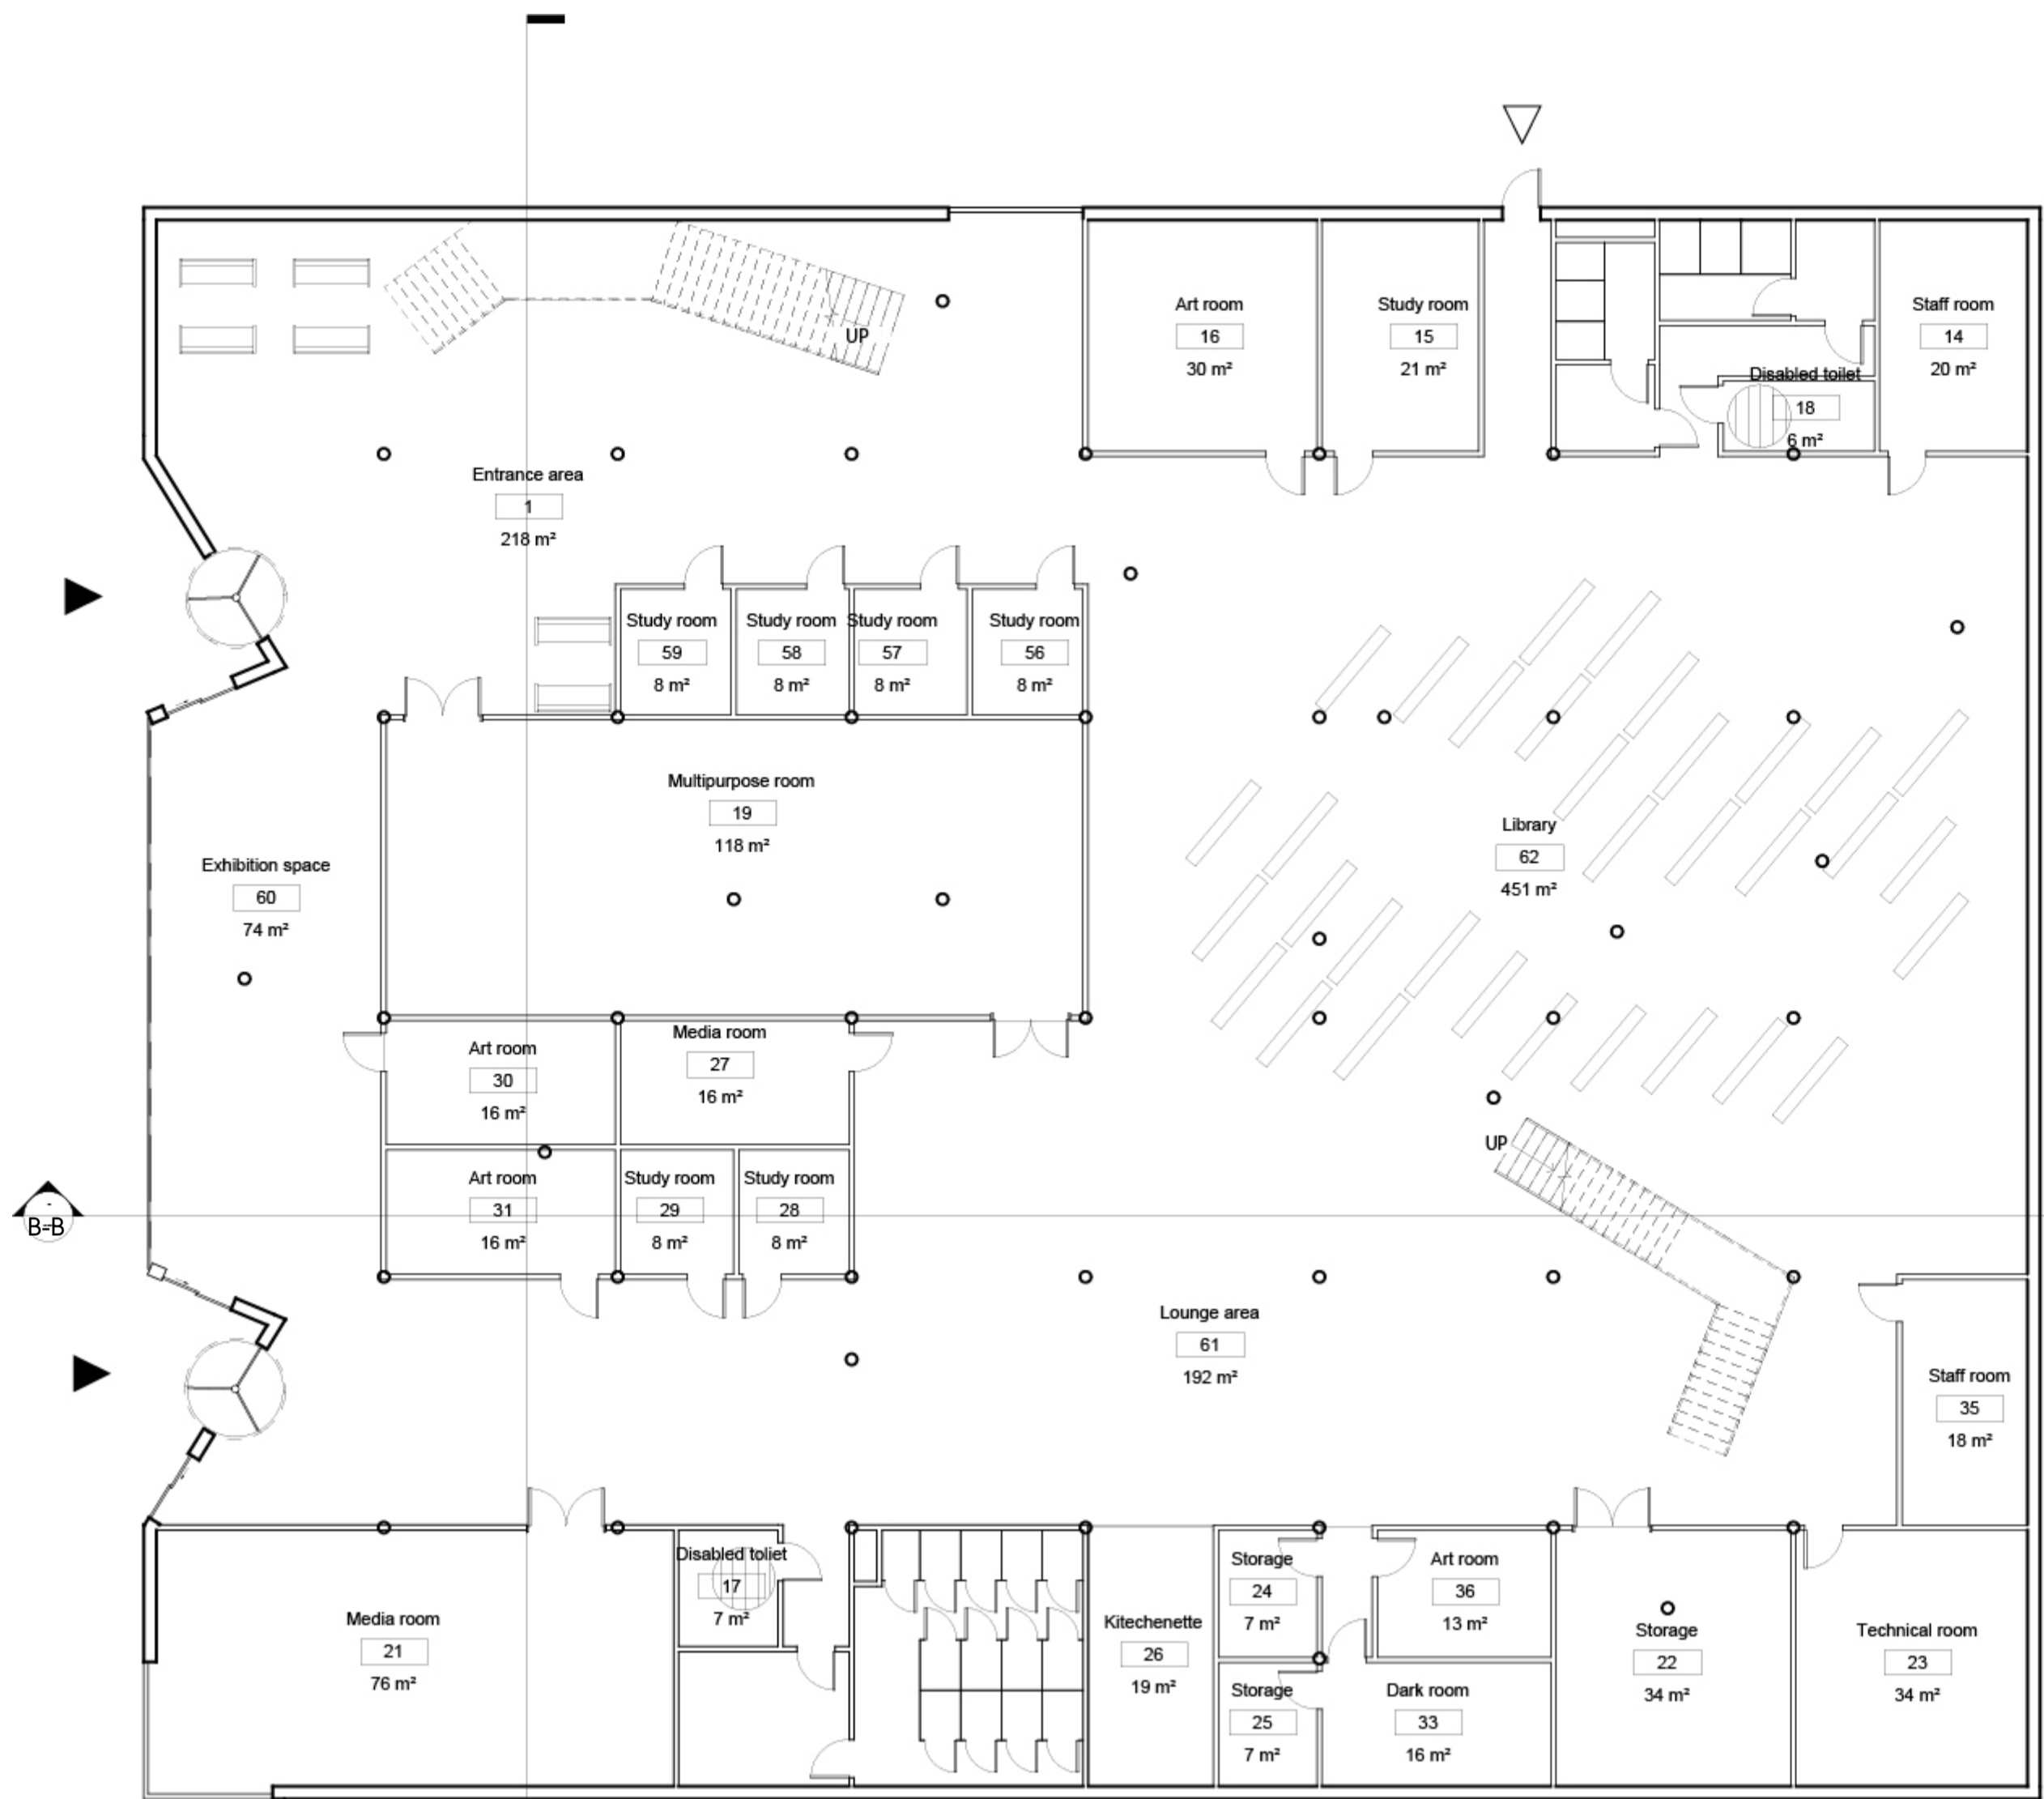 UP
Art room
16
30 m²
Study room
15
21 m²
Staff room
14
20 m²
Disabled toilet
18
6 m²
Entrance area
1
218 m²
Study room
59
8 m²
Study room
58
8 m²
Study room
57
8 m²
Study room
56
8 m²
Multipurpose room
19
118 m²
Library
62
451 m²
Exhibition space
60
74 m²
Art room
30
16 m²
Media room
27
16 m²
UP
Art room
31
16 m²
Study room
29
8 m²
Study room
28
8 m²
-
B-B
Lounge area
61
192 m²
Staff room
35
18 m²
Disabled toliet
17
7 m²
Media room
21
76 m²
Kitechenette
26
19 m²
Storage
24
7 m²
Art room
36
13 m²
Storage
25
7 m²
Dark room
33
16 m²
Storage
22
34 m²
Technical room
23
34 m²